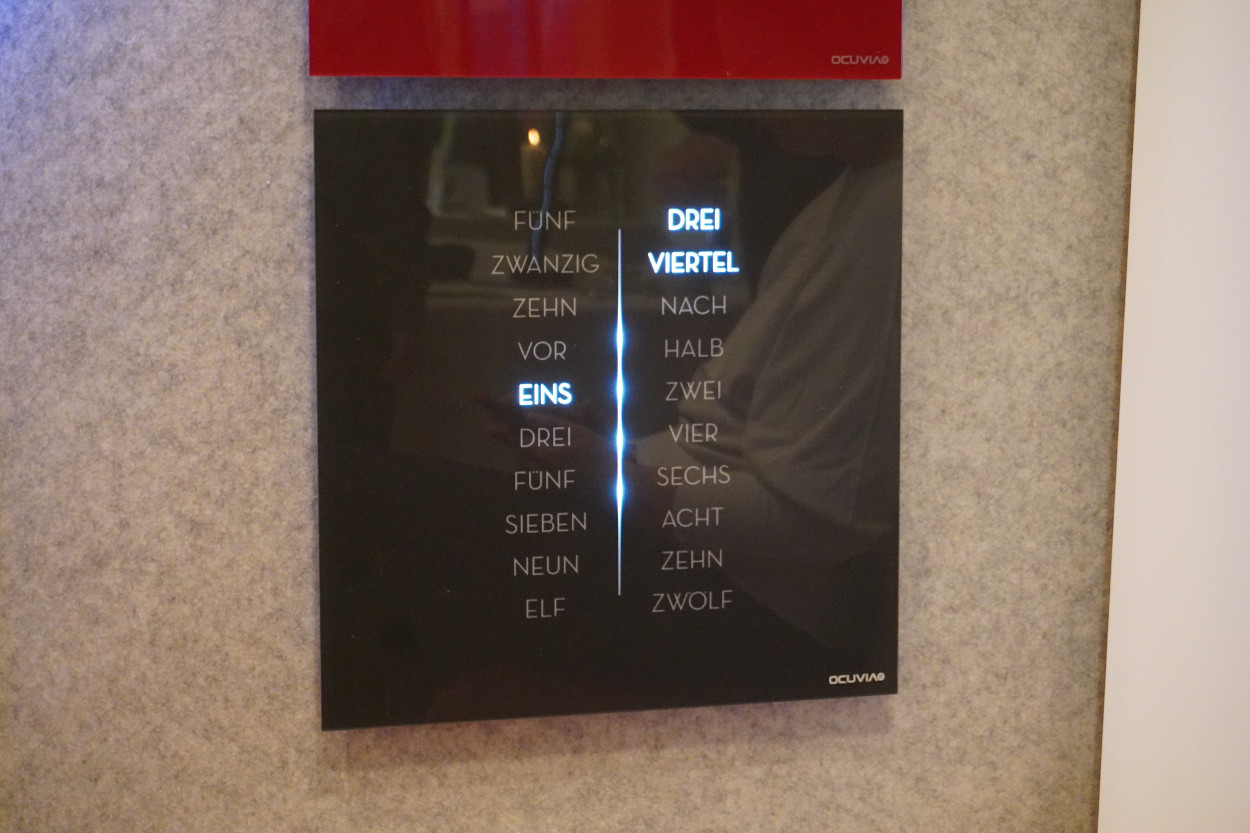 OCUVIA
FÜNF DREI
ZWANZIG VIERTEL
ZEHN NACH
VOR HALB
EINS ZWEI
DREI VIER
FÜNF SECHS
SIEBEN ACHT
NEUN ZEHN
ELF ZWÖLF
OCUVIA